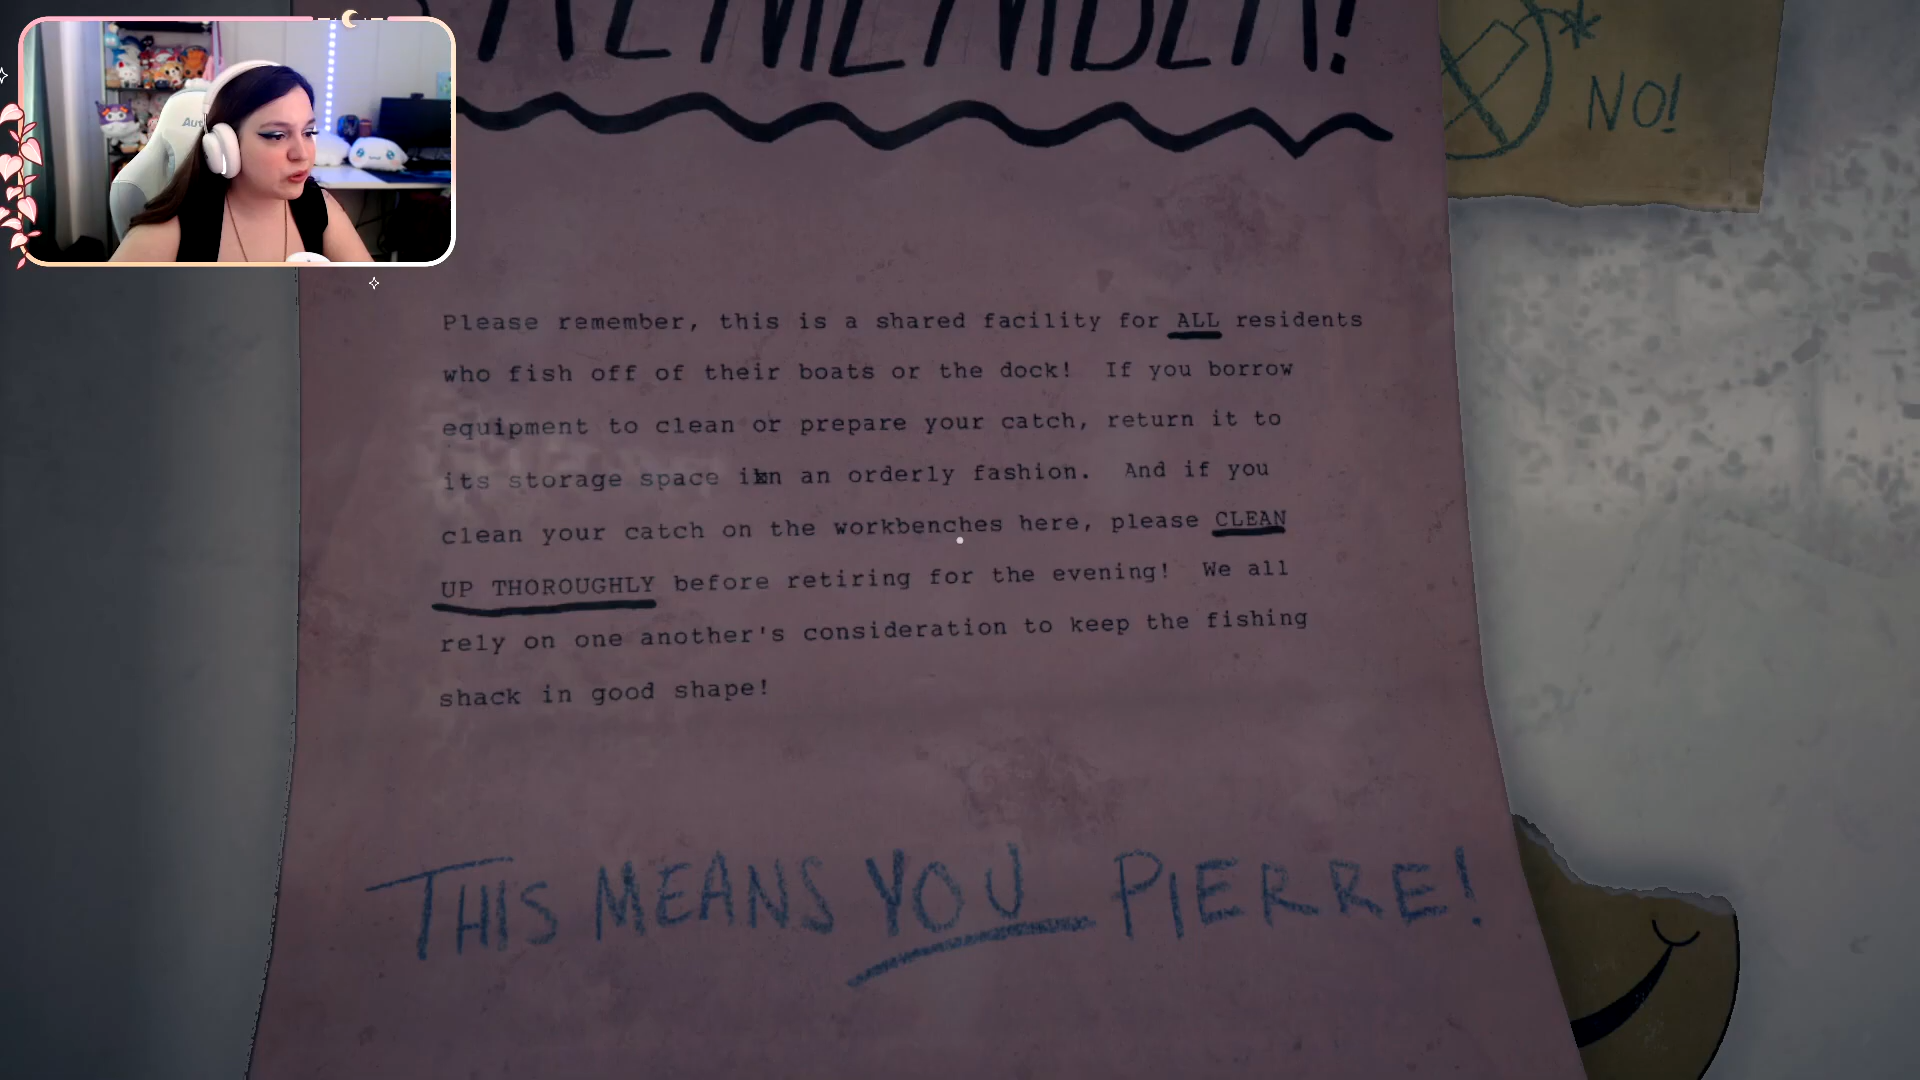 REMEMBER!
NO!
Please remember, this is a shared facility for ALL residents
who fish off of their boats or the dock! If you borrow
equipment to clean or prepare your catch, return it to
its storage space in an orderly fashion. And if you
clean your catch on the workbenches here, please CLEAN
UP THOROUGHLY before retiring for the evening! We all
rely on one another's consideration to keep the fishing
shack in good shape!
THIS MEANS YOU PIERRE!